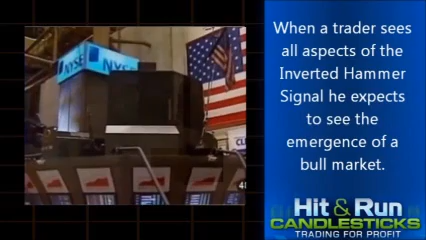 NYSE
NYSE
When a trader sees
all aspects of the
Inverted Hammer
Signal he expects
to see the
emergence of a
bull market.
Hit & Run
CANDLESTICKS
TRADING FOR PROFIT